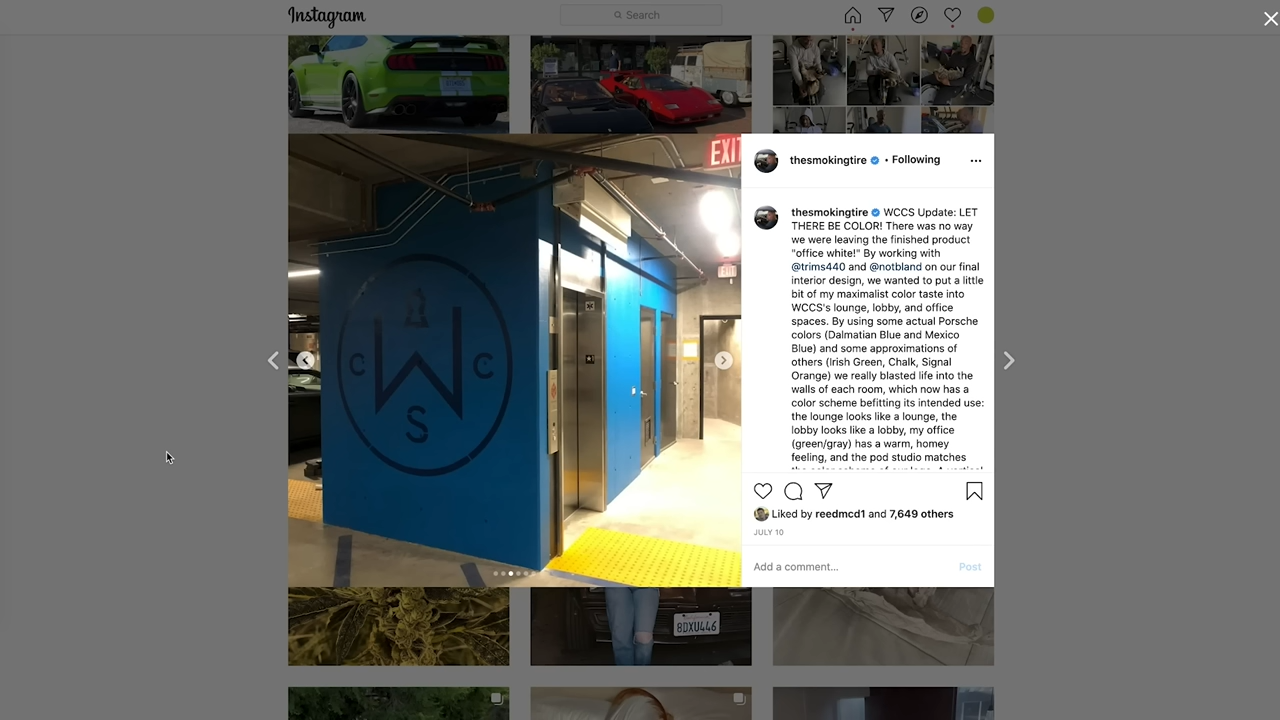 Instagram
Search
EXIT
C W C
S
thesmokingtire • Following
thesmokingtire WCCS Update: LET
THERE BE COLOR! There was no way
we were leaving the finished product
"office white!" By working with
@trims440 and @notbland on our final
interior design, we wanted to put a little
bit of my maximalist color taste into
WCCS's lounge, lobby, and office
spaces. By using some actual Porsche
colors (Dalmatian Blue and Mexico
Blue) and some approximations of
others (Irish Green, Chalk, Signal
Orange) we really blasted life into the
walls of each room, which now has a
color scheme befitting its intended use:
the lounge looks like a lounge, the
lobby looks like a lobby, my office
(green/gray) has a warm, homey
feeling, and the pod studio matches
Liked by reedmcd1 and 7,649 others
JULY 10
Add a comment... Post
8DXU446